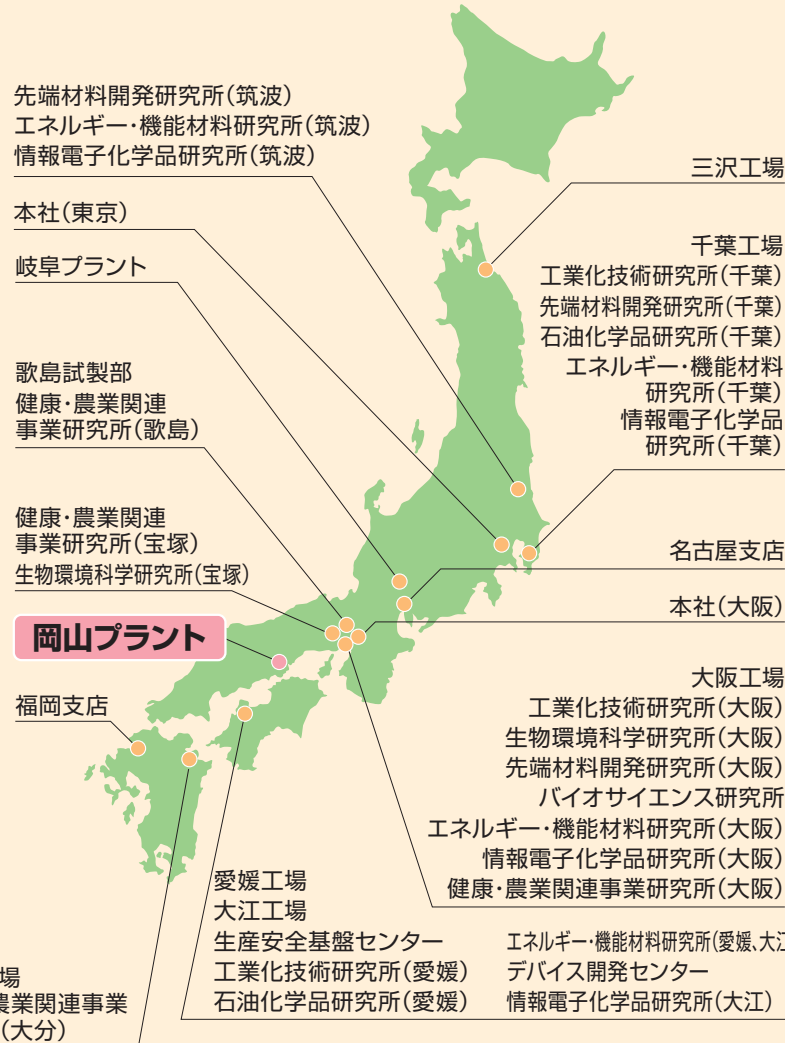 先端材料開発研究所(筑波)
エネルギー・機能材料研究所(筑波)
情報電子化学品研究所(筑波)
本社(東京)
岐阜プラント
歌島試製部
健康・農業関連
事業研究所(歌島)
健康・農業関連
事業研究所(宝塚)
生物環境科学研究所(宝塚)
岡山プラント
福岡支店
三沢工場
千葉工場
工業化技術研究所(千葉)
先端材料開発研究所(千葉)
石油化学品研究所(千葉)
エネルギー・機能材料
研究所(千葉)
情報電子化学品
研究所(千葉)
名古屋支店
本社(大阪)
大阪工場
工業化技術研究所(大阪)
生物環境科学研究所(大阪)
先端材料開発研究所(大阪)
バイオサイエンス研究所
エネルギー・機能材料研究所(大阪)
情報電子化学品研究所(大阪)
健康・農業関連事業研究所(大阪)
愛媛工場
大江工場
生産安全基盤センター
工業化技術研究所(愛媛)
石油化学品研究所(愛媛)
エネルギー・機能材料研究所(愛媛、大江
デバイス開発センター
情報電子化学品研究所(大江)
場
農業関連事業
(大分)